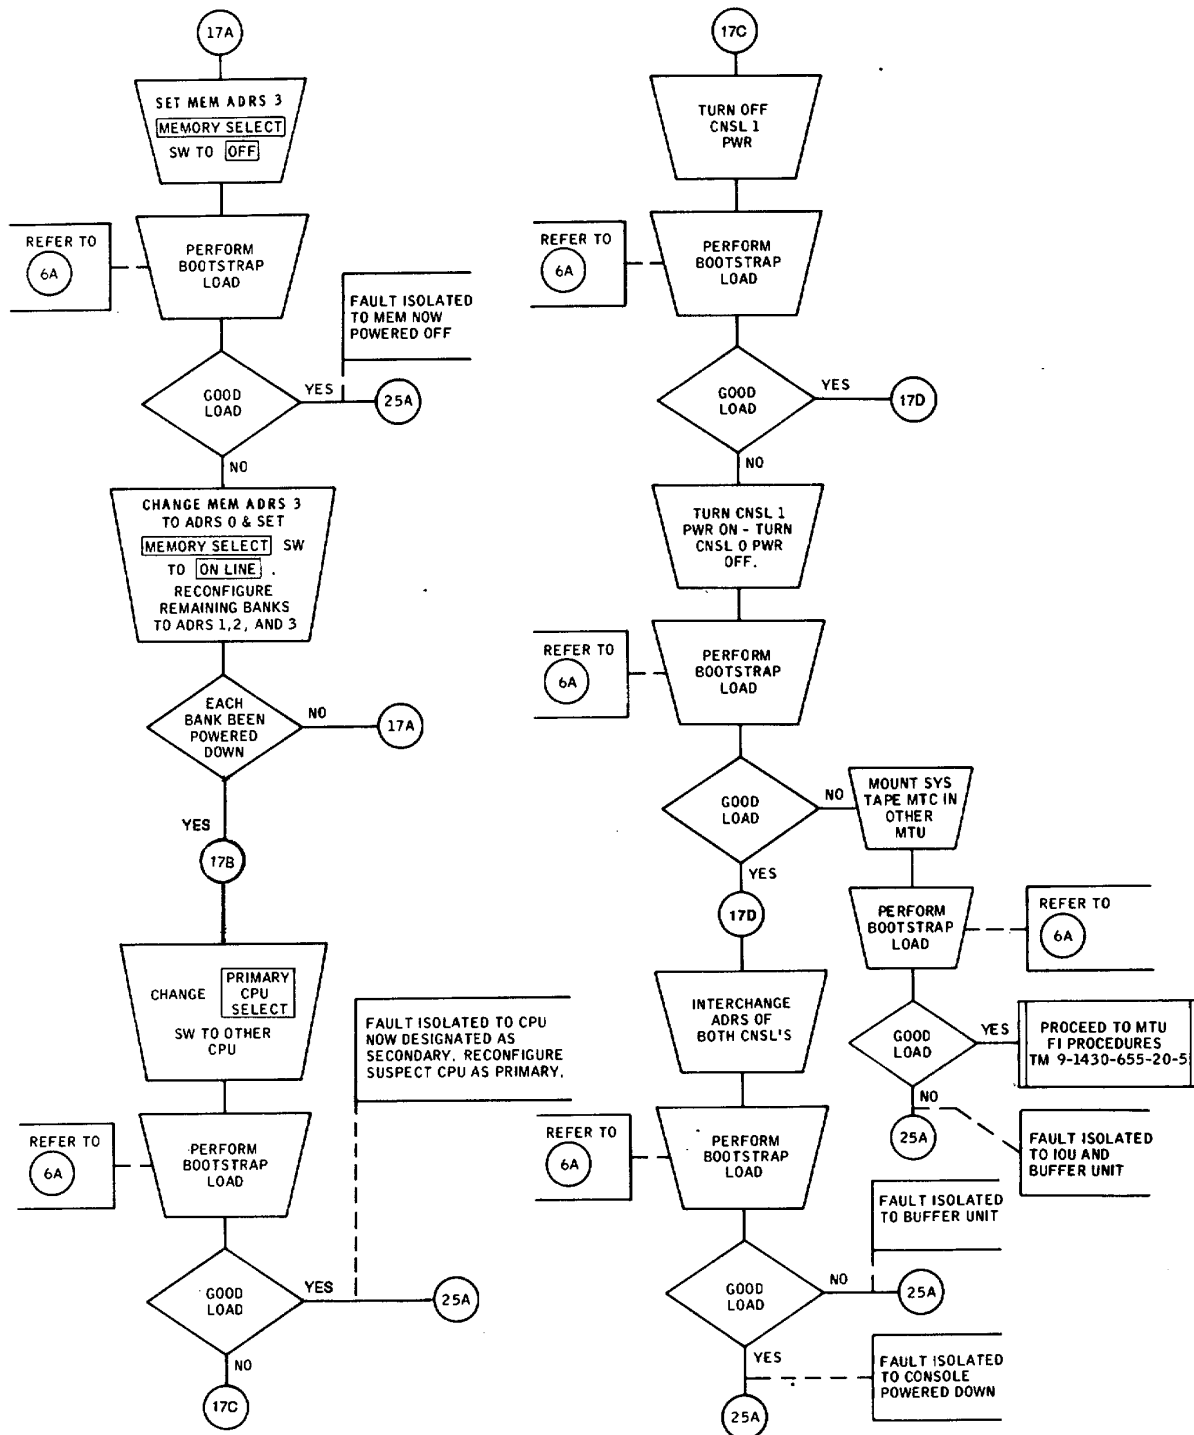 17A
SET MEM ADRS 3
MEMORY SELECT
SW TO OFF
REFER TO
6A
PERFORM
BOOTSTRAP
LOAD
FAULT ISOLATED
TO MEM NOW
POWERED OFF
GOOD
LOAD
YES
25A
NO
CHANGE MEM ADRS 3
TO ADRS 0 & SET
MEMORY SELECT SW
TO ON LINE .
RECONFIGURE
REMAINING BANKS
TO ADRS 1,2, AND 3
EACH
BANK BEEN
POWERED
DOWN
NO
17A
YES
17B
CHANGE PRIMARY
CPU
SELECT
SW TO OTHER
CPU
FAULT ISOLATED TO CPU
NOW DESIGNATED AS
SECONDARY. RECONFIGURE
SUSPECT CPU AS PRIMARY.
REFER TO
6A
PERFORM
BOOTSTRAP
LOAD
GOOD
LOAD
YES
25A
NO
17C
17C
TURN OFF
CNSL 1
PWR
REFER TO
6A
PERFORM
BOOTSTRAP
LOAD
GOOD
LOAD
YES
17D
NO
TURN CNSL 1
PWR ON - TURN
CNSL 0 PWR
OFF.
REFER TO
6A
PERFORM
BOOTSTRAP
LOAD
GOOD
LOAD
NO
MOUNT SYS
TAPE MTC IN
OTHER
MTU
YES
17D
PERFORM
BOOTSTRAP
LOAD
REFER TO
6A
GOOD
LOAD
YES
PROCEED TO MTU
FI PROCEDURES
TM 9-1430-655-20-5
NO
25A
FAULT ISOLATED
TO IOU AND
BUFFER UNIT
INTERCHANGE
ADRS OF
BOTH CNSL'S
REFER TO
6A
PERFORM
BOOTSTRAP
LOAD
FAULT ISOLATED
TO BUFFER UNIT
GOOD
LOAD
NO
25A
YES
FAULT ISOLATED
TO CONSOLE
POWERED DOWN
25A